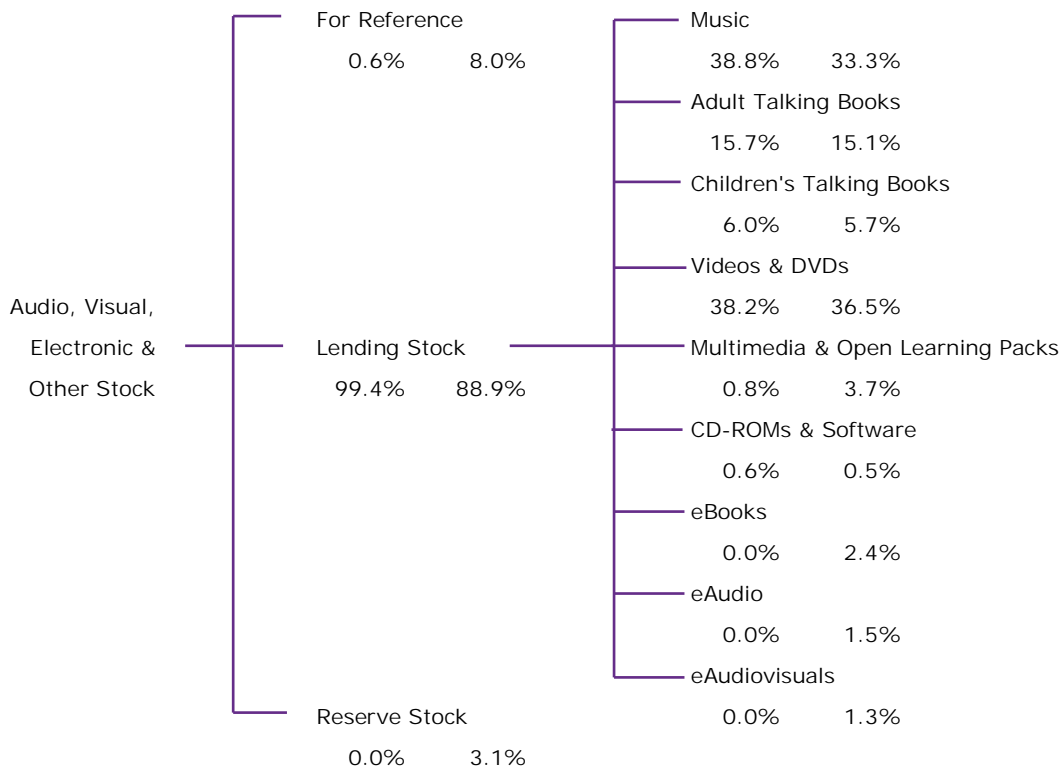 For Reference
0.6% 8.0%
Audio, Visual,
Electronic &
Other Stock
Lending Stock
99.4% 88.9%
Reserve Stock
0.0% 3.1%
Music
38.8% 33.3%
Adult Talking Books
15.7% 15.1%
Children's Talking Books
6.0% 5.7%
Videos & DVDs
38.2% 36.5%
Multimedia & Open Learning Packs
0.8% 3.7%
CD-ROMs & Software
0.6% 0.5%
eBooks
0.0% 2.4%
eAudio
0.0% 1.5%
eAudiovisuals
0.0% 1.3%